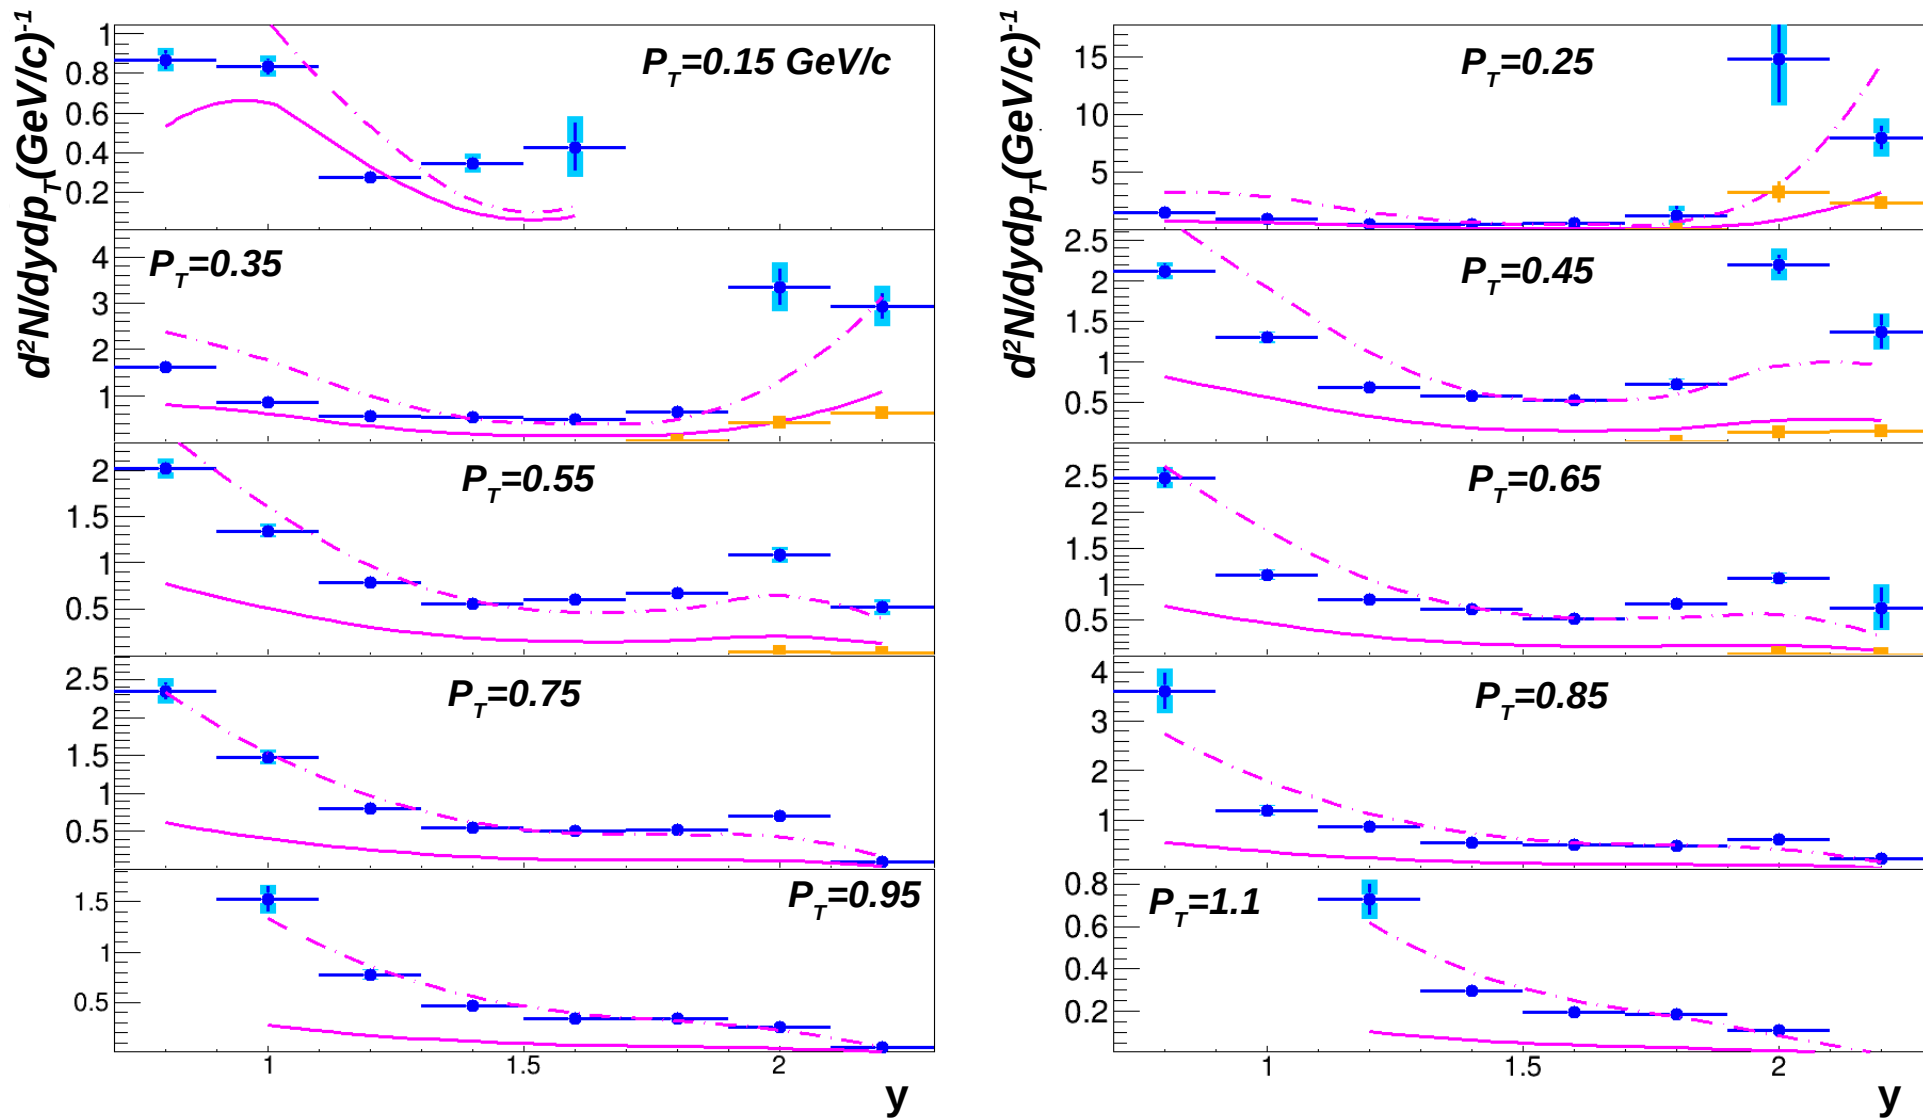 d²N/dydp_T(GeV/c)⁻¹
P_T=0.15 GeV/c
1
0.8
0.6
0.4
0.2
P_T=0.35
4
3
2
1
P_T=0.55
2
1.5
1
0.5
P_T=0.75
2.5
2
1.5
1
0.5
P_T=0.95
1.5
1
0.5
1 1.5 2
y
d²N/dydp_T(GeV/c)⁻¹
P_T=0.25
15
10
5
P_T=0.45
2.5
2
1.5
1
0.5
P_T=0.65
2.5
2
1.5
1
0.5
P_T=0.85
4
3
2
1
P_T=1.1
0.8
0.6
0.4
0.2
1 1.5 2
y